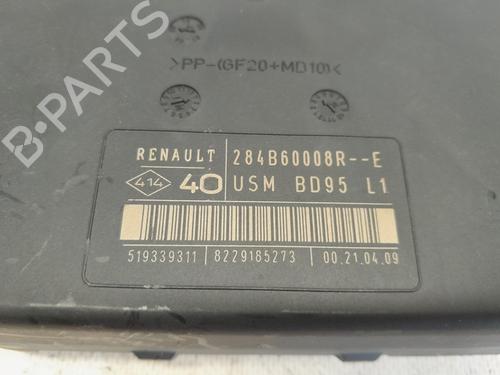 >PP-(GF20+MD10)<
RENAULT 284B60008R--E
414 40 USM BD95 L1
519339311 8229185273 00.21.04.09
B-PARTS